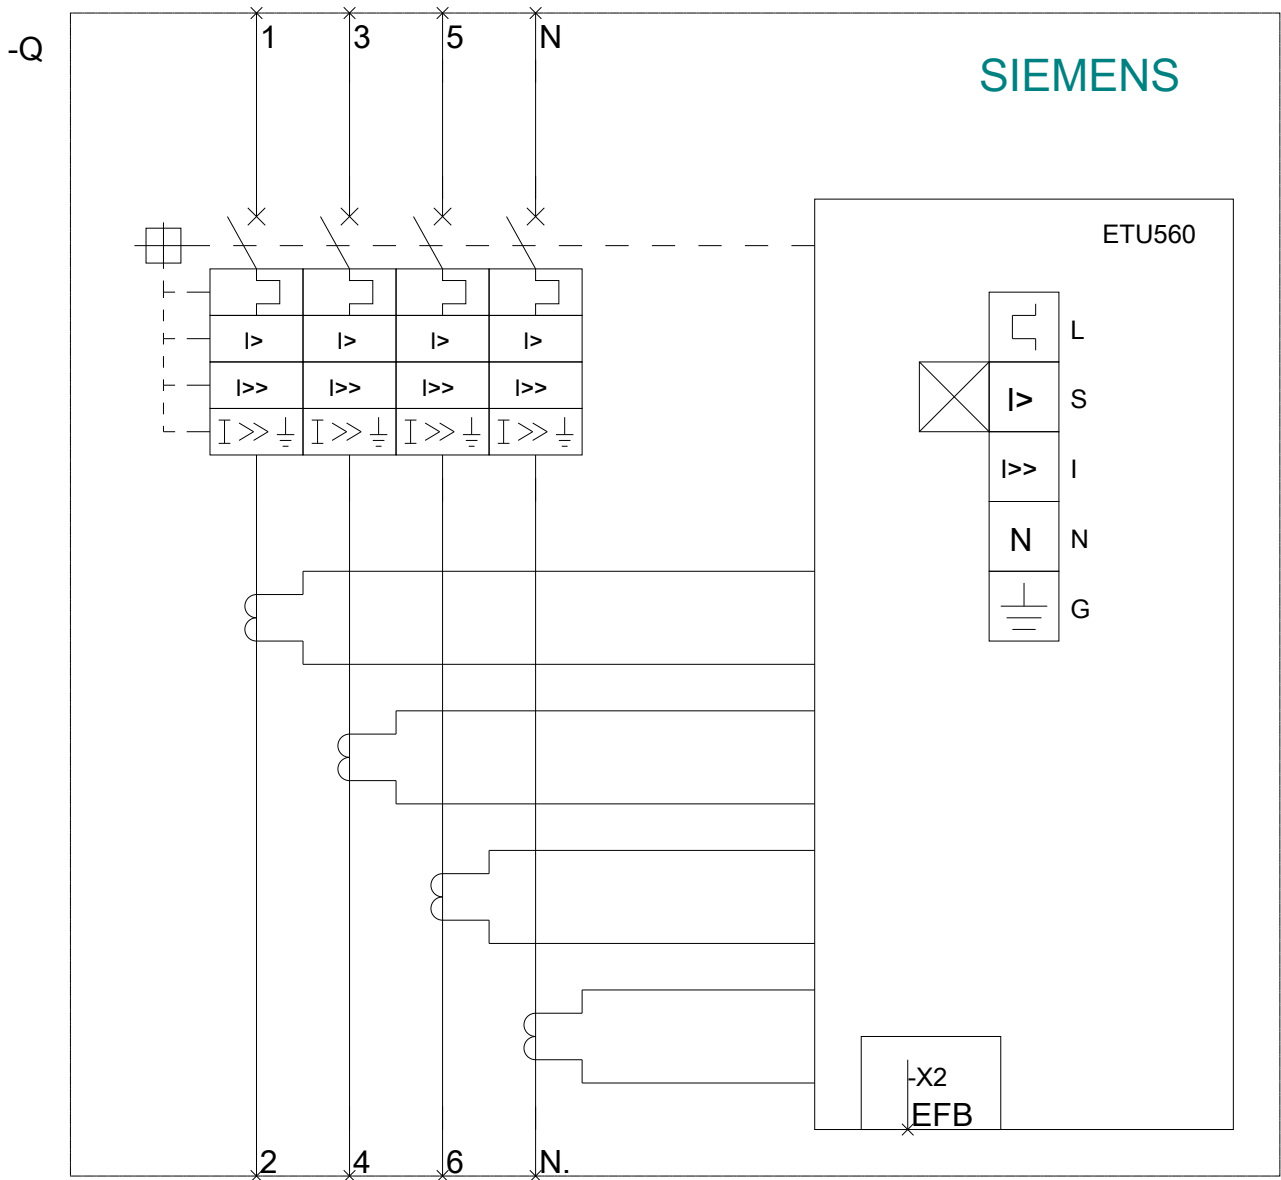 1 3 5 N
-Q
SIEMENS
ETU560
L
I> I> I> I>
I>> I>> I>> I>>
I>> I>> I>> I>>
I> S
I>> I
N N
G
-X2
EFB
2 4 6 N.